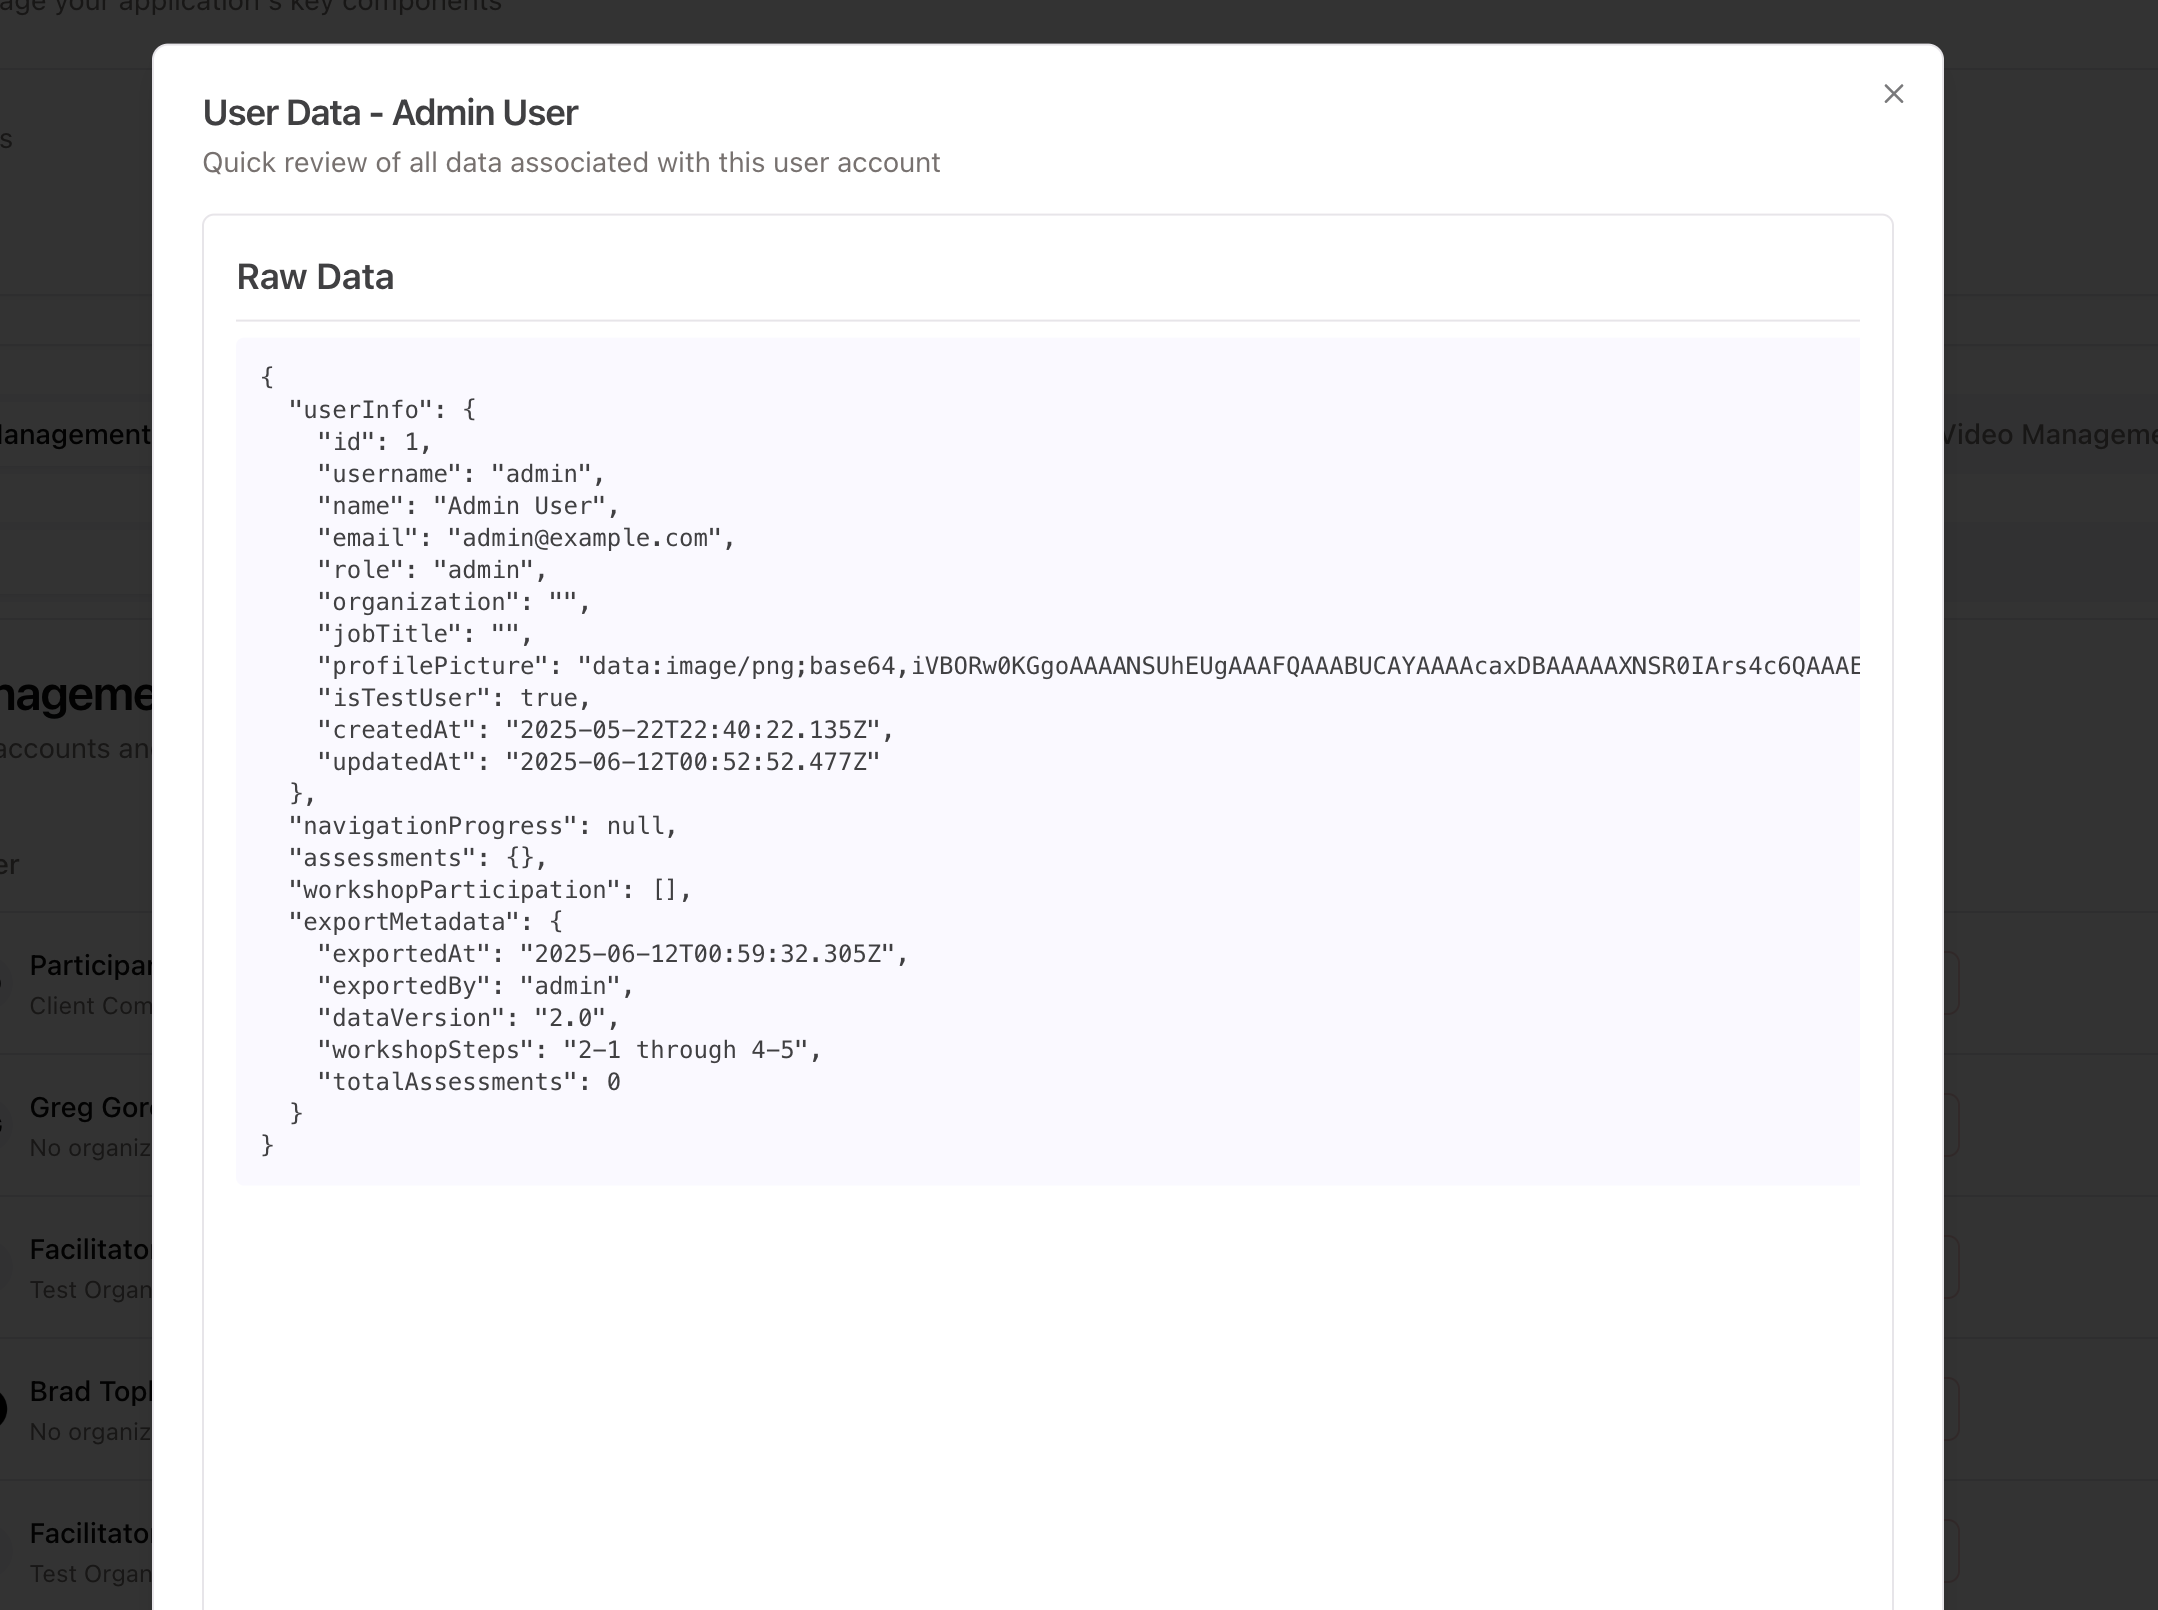 age your application's key components
s
User Data - Admin User
Quick review of all data associated with this user account
Raw Data
{
"userInfo": {
"id": 1,
"username": "admin",
"name": "Admin User",
"email": "admin@example.com",
"role": "admin",
"organization": "",
"jobTitle": "",
"profilePicture": "data:image/png;base64,iVBORw0KGgoAAAANSUhEUgAAAFQAAABUCAYAAAAcaxDBAAAAAXNSR0IArs4c6QAAAE
"isTestUser": true,
"createdAt": "2025-05-22T22:40:22.135Z",
"updatedAt": "2025-06-12T00:52:52.477Z"
},
"navigationProgress": null,
"assessments": {},
"workshopParticipation": [],
"exportMetadata": {
"exportedAt": "2025-06-12T00:59:32.305Z",
"exportedBy": "admin",
"dataVersion": "2.0",
"workshopSteps": "2-1 through 4-5",
"totalAssessments": 0
}
}
anagement
Video Manageme
nageme
accounts an
er
Participa
Client Com
Greg Gor
No organiz
Facilitato
Test Organ
Brad Topl
No organiz
Facilitato
Test Organ